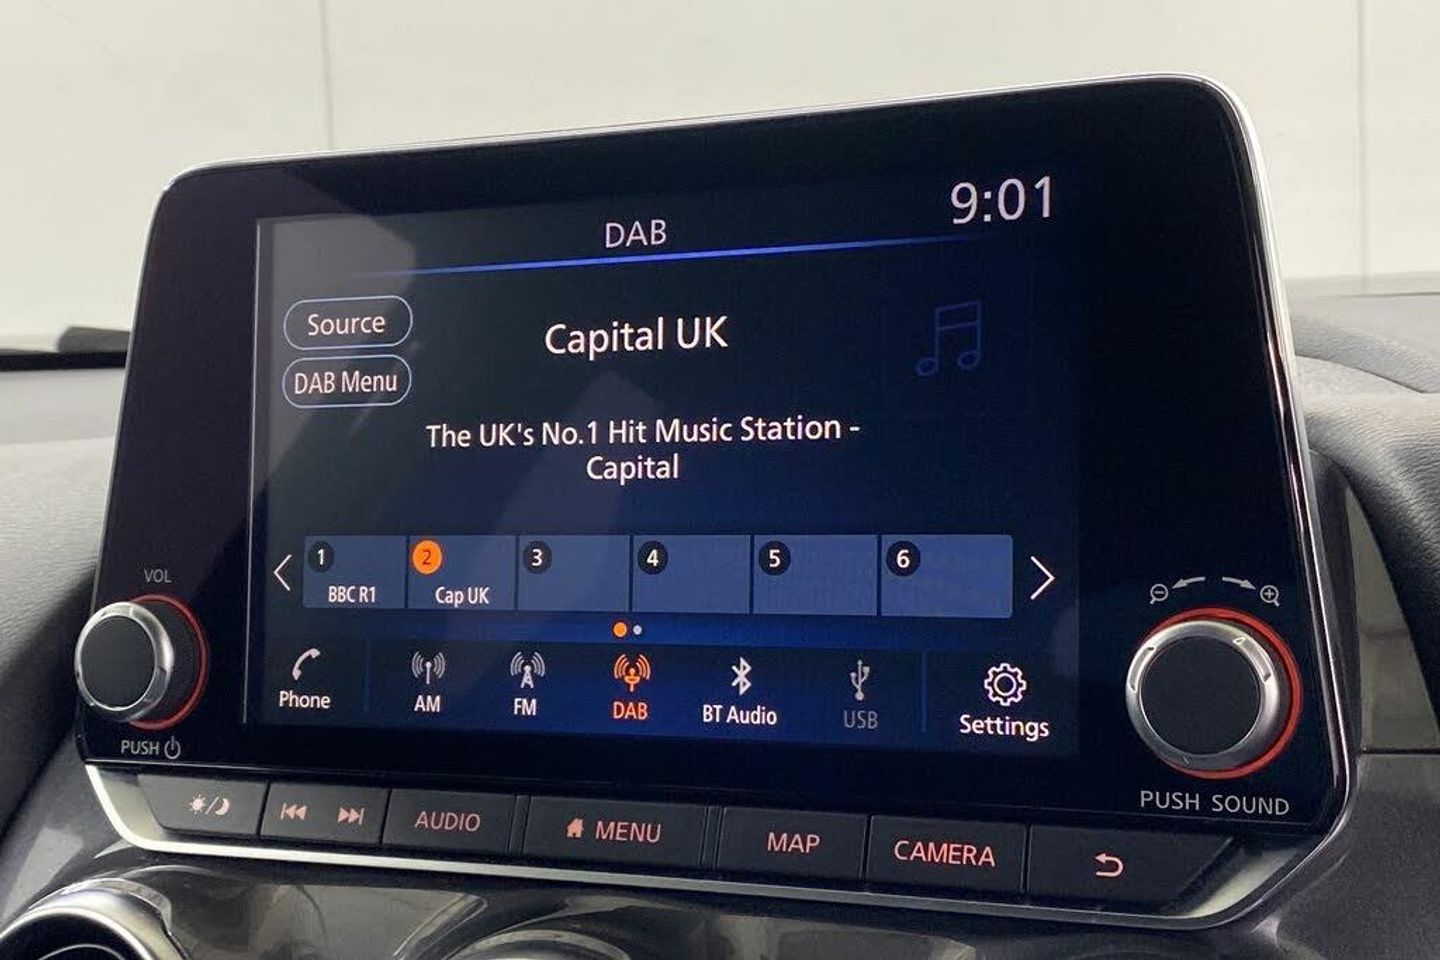 9:01
DAB
Source
Capital UK
DAB Menu
The UK's No.1 Hit Music Station -
Capital
1 2 3 4 5 6
BBC R1 Cap UK
VOL
Phone AM FM DAB BT Audio USB Settings
PUSH
PUSH SOUND
AUDIO MENU MAP CAMERA